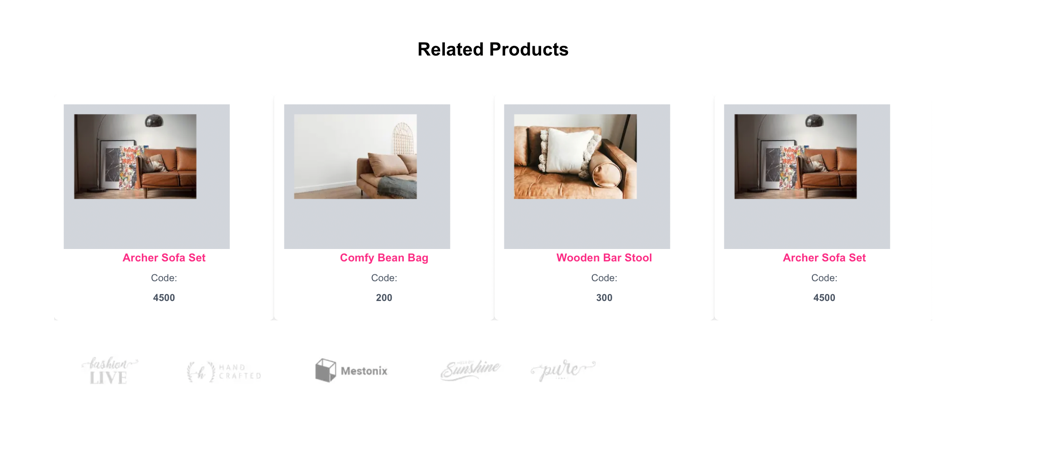 Related Products
Archer Sofa Set
Code:
4500
Comfy Bean Bag
Code:
200
Wooden Bar Stool
Code:
300
Archer Sofa Set
Code:
4500
fashion
LIVE
h
HAND
CRAFTED
Mestonix
Sunshine
pure